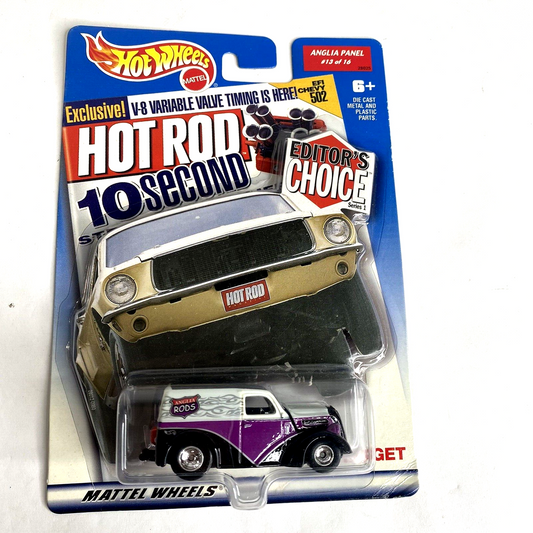 Hot Wheels
MATTEL
ANGLIA PANEL
#13 of 16
Exclusive! V-8 VARIABLE VALVE TIMING IS HERE!
EFI
CHEVY
502
6+
DIE CAST
METAL AND
PLASTIC
PARTS.
HOT ROD
10 SECOND
ST
EDITOR'S
CHOICE
Series 1
HOT ROD
ANGLIA
RODS
GET
MATTEL WHEELS